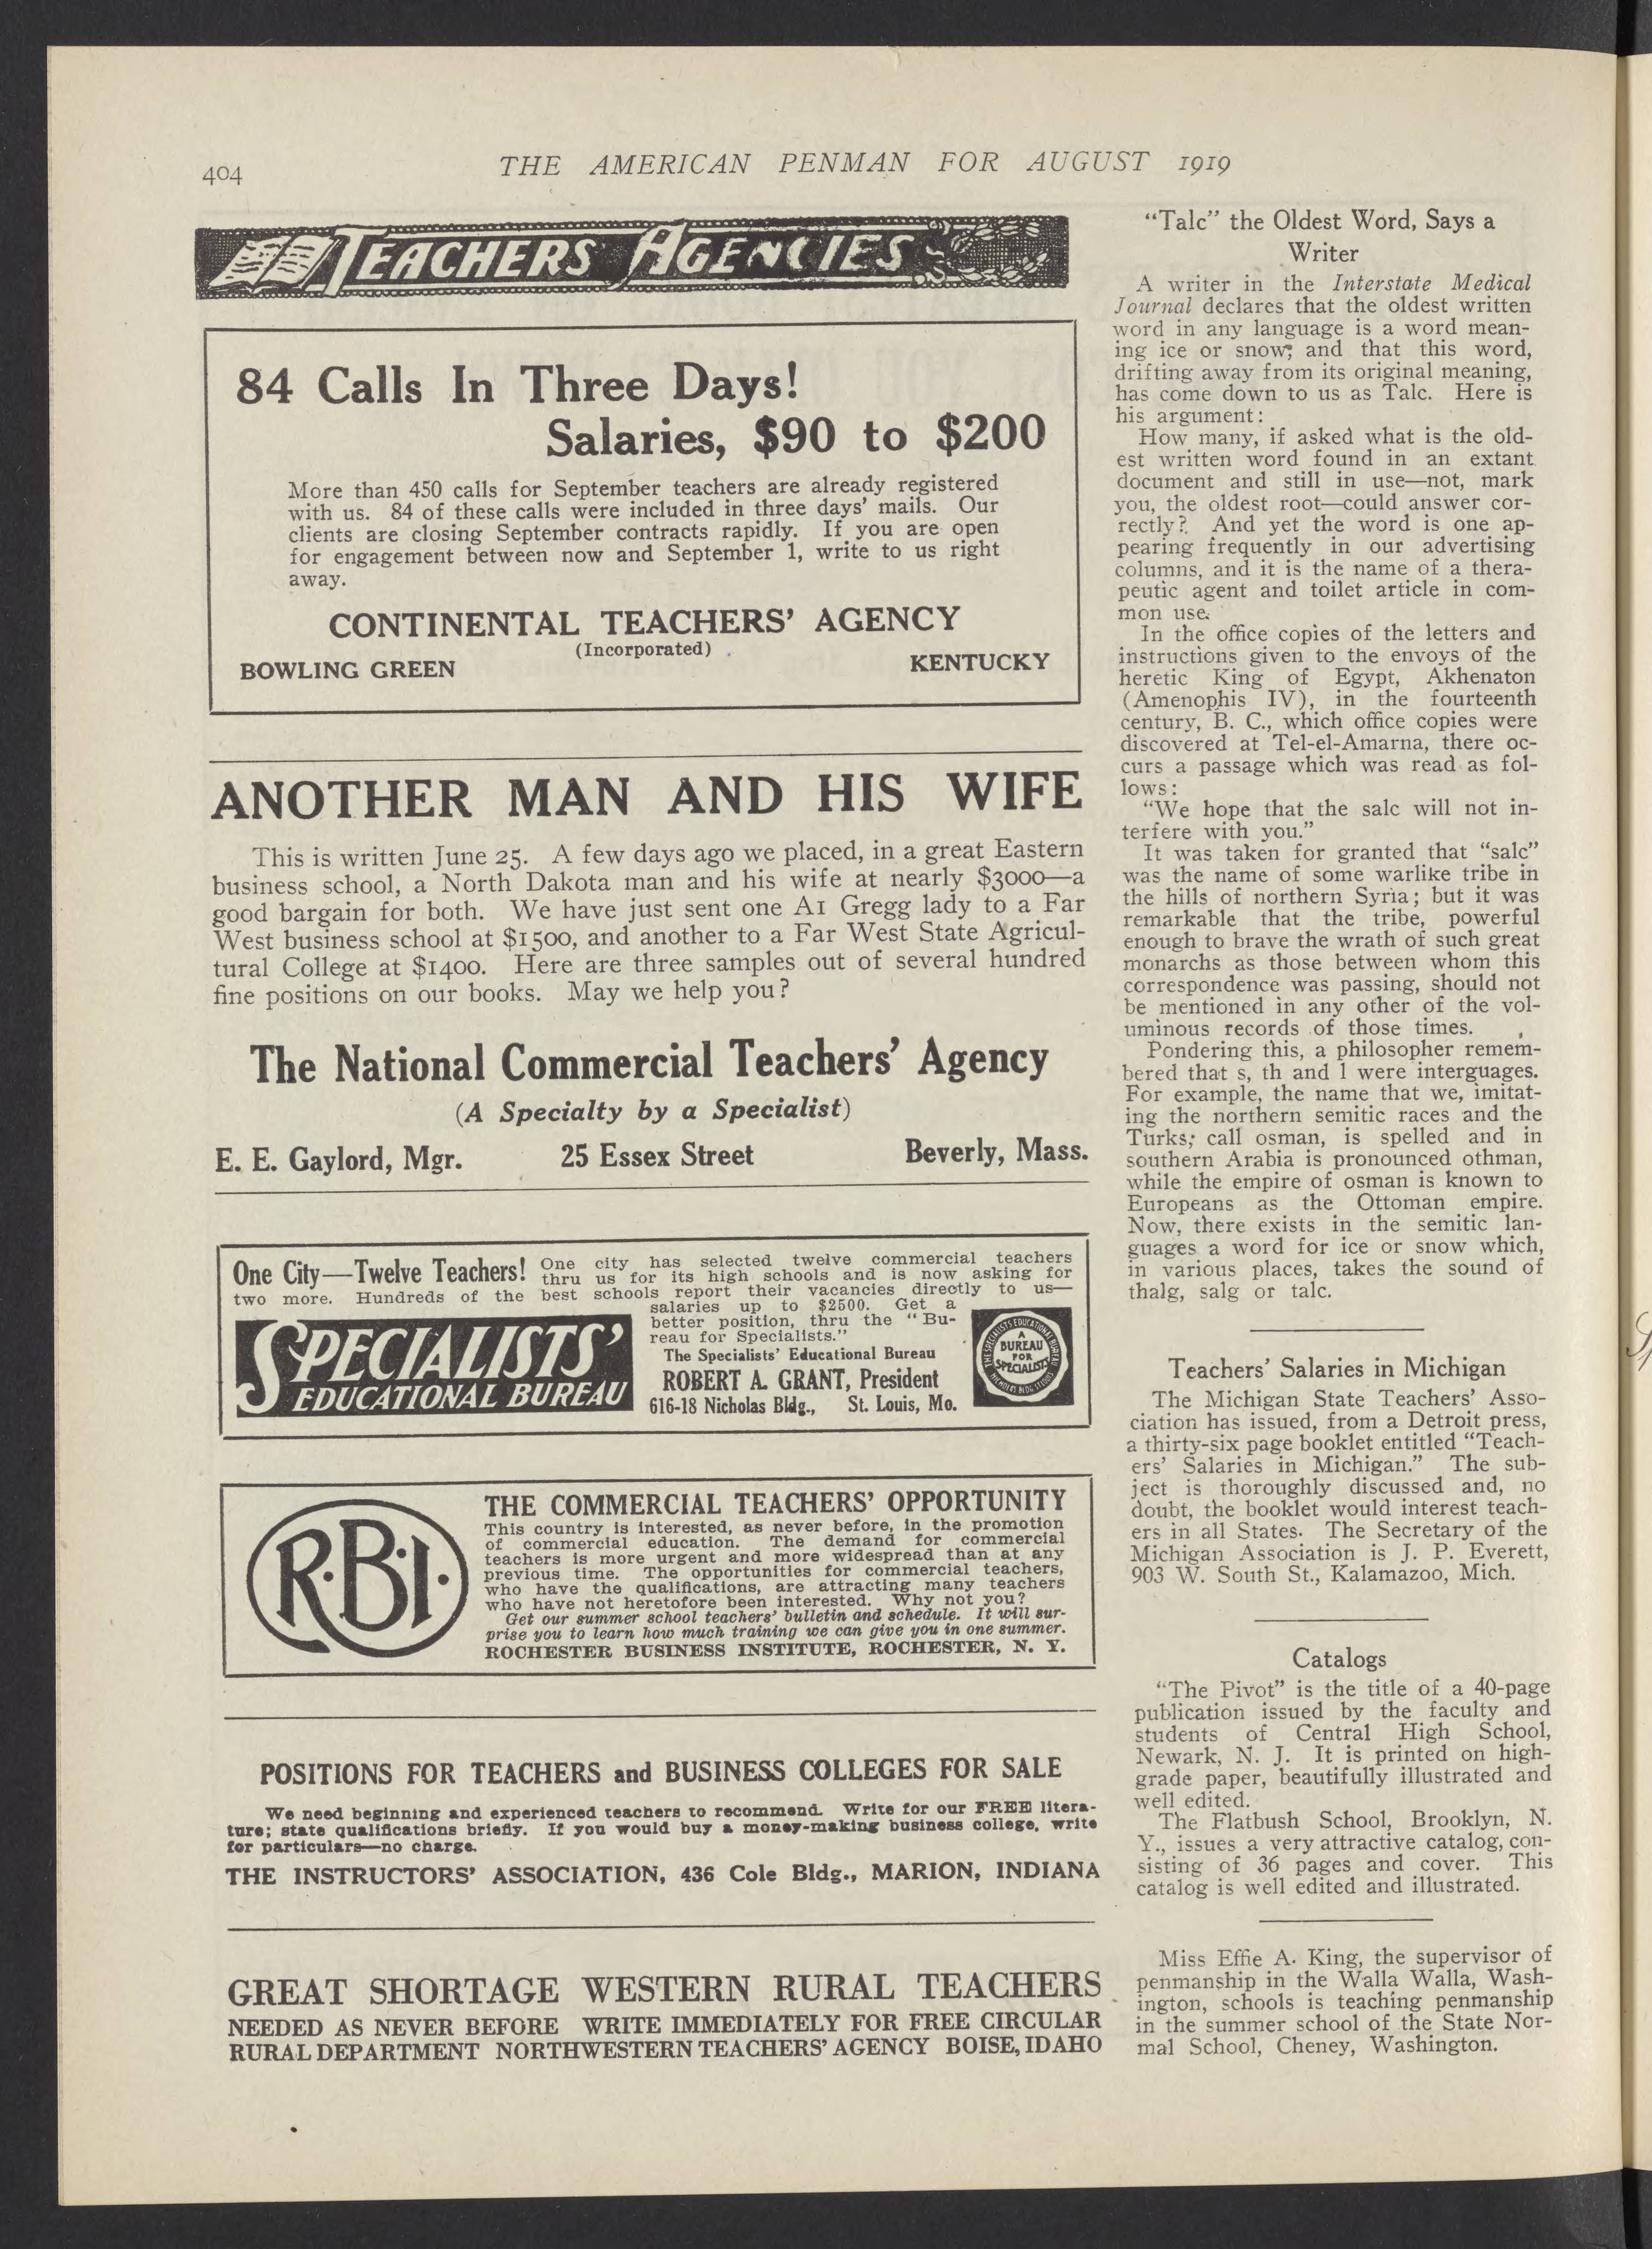 404
THE AMERICAN PENMAN FOR AUGUST 1919
TEACHERS AGENCIES
84 Calls In Three Days!
Salaries, $90 to $200
More than 450 calls for September teachers are already registered
with us. 84 of these calls were included in three days' mails. Our
clients are closing September contracts rapidly. If you are open
for engagement between now and September 1, write to us right
away.
CONTINENTAL TEACHERS' AGENCY
(Incorporated)
BOWLING GREEN KENTUCKY
ANOTHER MAN AND HIS WIFE
This is written June 25. A few days ago we placed, in a great Eastern
business school, a North Dakota man and his wife at nearly $3000—a
good bargain for both. We have just sent one A1 Gregg lady to a Far
West business school at $1500, and another to a Far West State Agricul-
tural College at $1400. Here are three samples out of several hundred
fine positions on our books. May we help you?
The National Commercial Teachers' Agency
(A Specialty by a Specialist)
E. E. Gaylord, Mgr. 25 Essex Street Beverly, Mass.
One City—Twelve Teachers! One city has selected twelve commercial teachers
thru us for its high schools and is now asking for
two more. Hundreds of the best schools report their vacancies directly to us—
salaries up to $2500. Get a
better position, thru the "Bu-
reau for Specialists."
The Specialists' Educational Bureau
ROBERT A. GRANT, President
616-18 Nicholas Bldg., St. Louis, Mo.
SPECIALISTS'
EDUCATIONAL BUREAU
THE SPECIALISTS EDUCATIONAL BUREAU
A
BUREAU
FOR
SPECIALISTS
NICHOLAS BLDG ST LOUIS
R.B.I.
THE COMMERCIAL TEACHERS' OPPORTUNITY
This country is interested, as never before, in the promotion
of commercial education. The demand for commercial
teachers is more urgent and more widespread than at any
previous time. The opportunities for commercial teachers,
who have the qualifications, are attracting many teachers
who have not heretofore been interested. Why not you?
Get our summer school teachers' bulletin and schedule. It will sur-
prise you to learn how much training we can give you in one summer.
ROCHESTER BUSINESS INSTITUTE, ROCHESTER, N. Y.
POSITIONS FOR TEACHERS and BUSINESS COLLEGES FOR SALE
We need beginning and experienced teachers to recommend. Write for our FREE litera-
ture; state qualifications briefly. If you would buy a money-making business college, write
for particulars—no charge.
THE INSTRUCTORS' ASSOCIATION, 436 Cole Bldg., MARION, INDIANA
GREAT SHORTAGE WESTERN RURAL TEACHERS
NEEDED AS NEVER BEFORE WRITE IMMEDIATELY FOR FREE CIRCULAR
RURAL DEPARTMENT NORTHWESTERN TEACHERS' AGENCY BOISE, IDAHO
"Talc" the Oldest Word, Says a
Writer
A writer in the Interstate Medical
Journal declares that the oldest written
word in any language is a word mean-
ing ice or snow; and that this word,
drifting away from its original meaning,
has come down to us as Talc. Here is
his argument:
How many, if asked what is the old-
est written word found in an extant
document and still in use—not, mark
you, the oldest root—could answer cor-
rectly? And yet the word is one ap-
pearing frequently in our advertising
columns, and it is the name of a thera-
peutic agent and toilet article in com-
mon use.
In the office copies of the letters and
instructions given to the envoys of the
heretic King of Egypt, Akhenaton
(Amenophis IV), in the fourteenth
century, B. C., which office copies were
discovered at Tel-el-Amarna, there oc-
curs a passage which was read as fol-
lows:
"We hope that the salc will not in-
terfere with you."
It was taken for granted that "salc"
was the name of some warlike tribe in
the hills of northern Syria; but it was
remarkable that the tribe, powerful
enough to brave the wrath of such great
monarchs as those between whom this
correspondence was passing, should not
be mentioned in any other of the vol-
uminous records of those times.
Pondering this, a philosopher remem-
bered that s, th and l were interguages.
For example, the name that we, imitat-
ing the northern semitic races and the
Turks, call osman, is spelled and in
southern Arabia is pronounced othman,
while the empire of osman is known to
Europeans as the Ottoman empire.
Now, there exists in the semitic lan-
guages a word for ice or snow which,
in various places, takes the sound of
thalg, salg or talc.
Teachers' Salaries in Michigan
The Michigan State Teachers' Asso-
ciation has issued, from a Detroit press,
a thirty-six page booklet entitled "Teach-
ers' Salaries in Michigan." The sub-
ject is thoroughly discussed and, no
doubt, the booklet would interest teach-
ers in all States. The Secretary of the
Michigan Association is J. P. Everett,
903 W. South St., Kalamazoo, Mich.
Catalogs
"The Pivot" is the title of a 40-page
publication issued by the faculty and
students of Central High School,
Newark, N. J. It is printed on high-
grade paper, beautifully illustrated and
well edited.
The Flatbush School, Brooklyn, N.
Y., issues a very attractive catalog, con-
sisting of 36 pages and cover. This
catalog is well edited and illustrated.
Miss Effie A. King, the supervisor of
penmanship in the Walla Walla, Wash-
ington, schools is teaching penmanship
in the summer school of the State Nor-
mal School, Cheney, Washington.